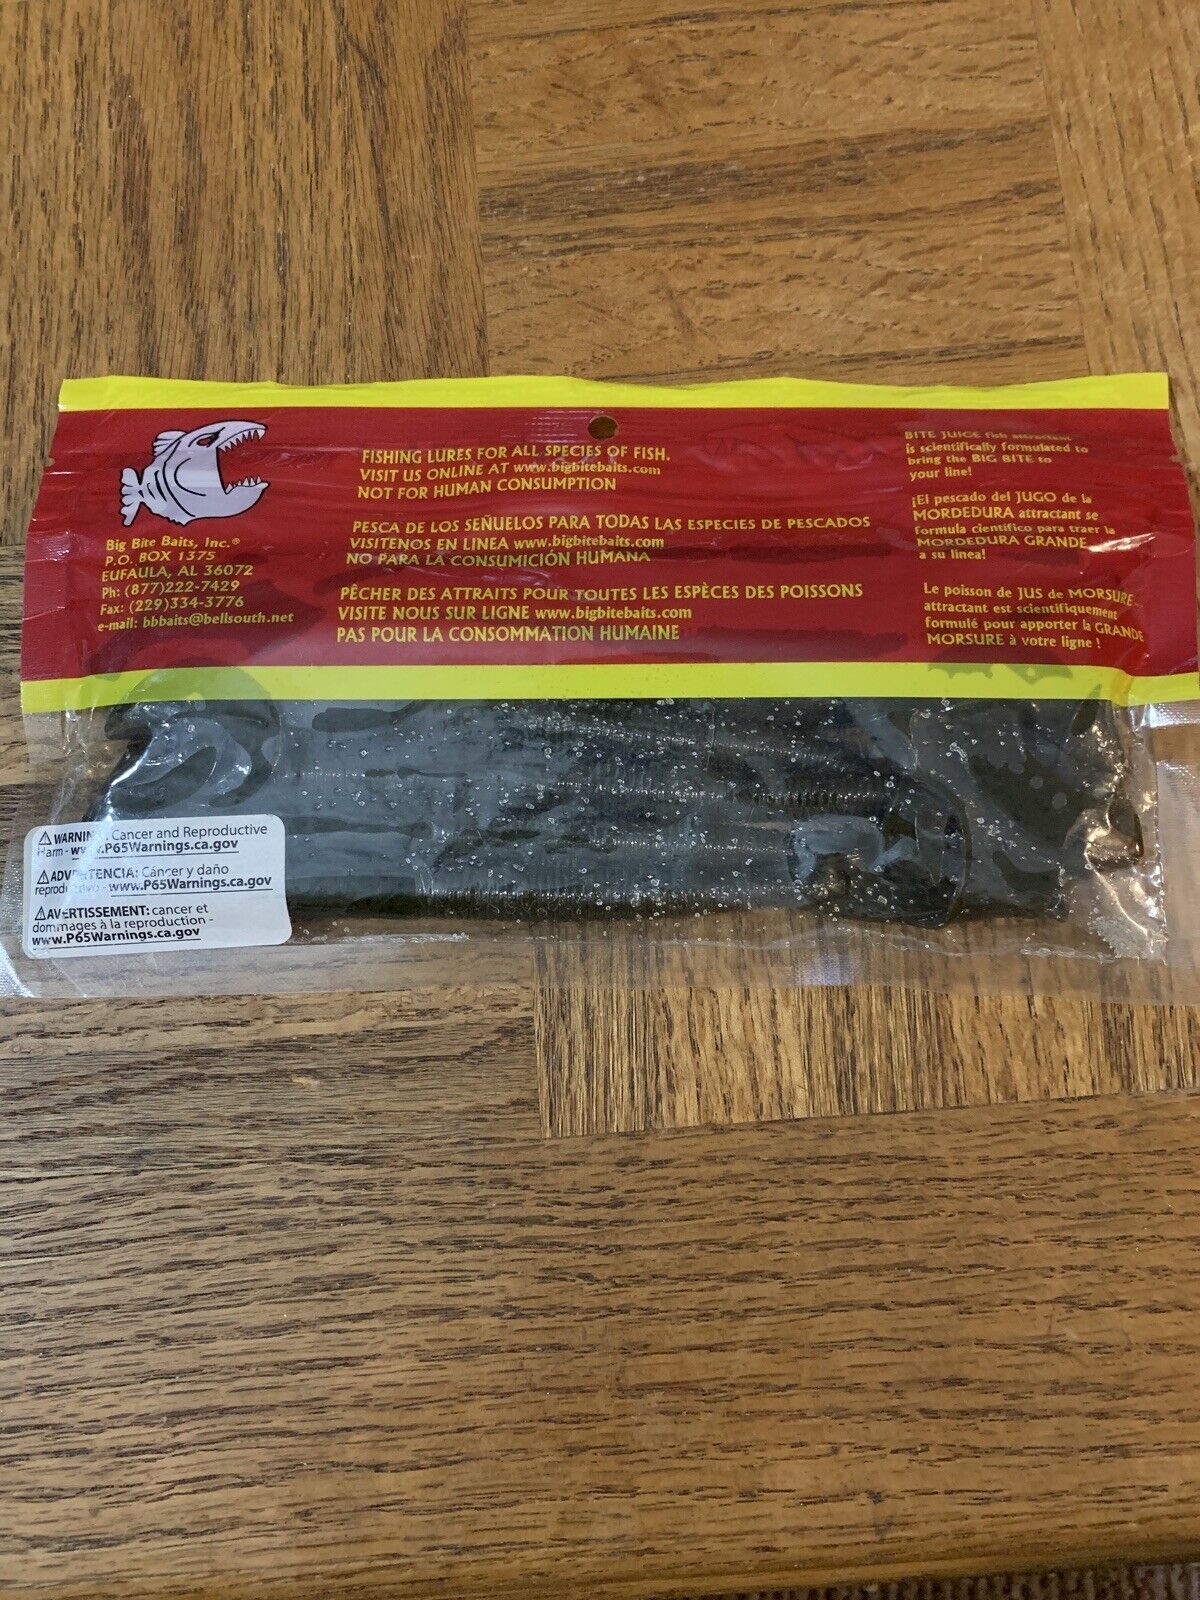 Big Bite Baits, Inc.®
P.O. BOX 1375
EUFAULA, AL 36072
Ph: (877)222-7429
Fax: (229)334-3776
e-mail: bbbaits@bellsouth.net
FISHING LURES FOR ALL SPECIES OF FISH.
VISIT US ONLINE AT www.bigbitebaits.com
NOT FOR HUMAN CONSUMPTION
PESCA DE LOS SEÑUELOS PARA TODAS LAS ESPECIES DE PESCADOS
VISITENOS EN LINEA www.bigbitebaits.com
NO PARA LA CONSUMICIÓN HUMANA
PÊCHER DES ATTRAITS POUR TOUTES LES ESPÈCES DES POISSONS
VISITE NOUS SUR LIGNE www.bigbitebaits.com
PAS POUR LA CONSOMMATION HUMAINE
BITE JUICE fish attractant
is scientifically formulated to
bring the BIG BITE to
your line!
¡El pescado del JUGO de la
MORDEDURA attractant se
formula científico para traer la
MORDEDURA GRANDE
a su linea!
Le poisson de JUS de MORSURE
attractant est scientifiquement
formulé pour apporter la GRANDE
MORSURE à votre ligne !
⚠WARNING: Cancer and Reproductive
Harm - www.P65Warnings.ca.gov
⚠ADVERTENCIA: Cáncer y daño
reproductivo - www.P65Warnings.ca.gov
⚠AVERTISSEMENT: cancer et
dommages à la reproduction -
www.P65Warnings.ca.gov